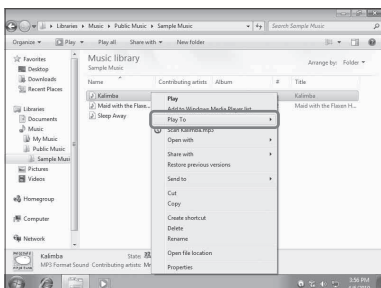 Libraries ▸ Music ▸ Public Music ▸ Sample Music
Search Sample Music
Organize Play Play all Share with New folder
Favorites
Desktop
Downloads
Recent Places
Libraries
Documents
Music
My Music
Public Music
Sample Musi
Pictures
Videos
Homegroup
Computer
Network
Music library
Sample Music
Arrange by: Folder
Name Contributing artists Album # Title
Kalimba Kalimba
Maid with the Flaxe... Maid with the Flaxen H...
Sleep Away
Play
Add to Windows Media Player list
Play To
Scan Kalimba.mp3
Open with
Share with
Restore previous versions
Send to
Cut
Copy
Create shortcut
Delete
Rename
Open file location
Properties
Kalimba State:
MP3 Format Sound Contributing artists: Mr
3:56 PM